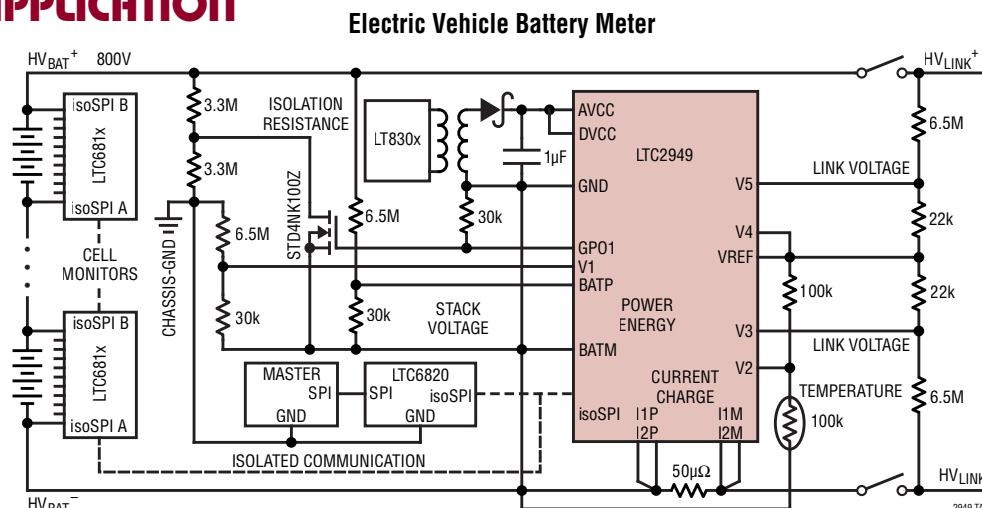 APPLICATION
Electric Vehicle Battery Meter
HVBAT+ 800V
HVLINK+
isoSPI B
LTC681x
isoSPI A
3.3M
3.3M
ISOLATION
RESISTANCE
LT830x
1µF
AVCC
DVCC
LTC2949
GND
V5
LINK VOLTAGE
6.5M
22k
CELL
MONITORS
CHASSIS-GND
6.5M
STD4NK100Z
6.5M
30k
GPO1
V1
BATP
V4
VREF
100k
22k
isoSPI B
LTC681x
isoSPI A
30k
30k
STACK
VOLTAGE
POWER
ENERGY
V3
LINK VOLTAGE
BATM
V2
MASTER
SPI
GND
LTC6820
SPI
isoSPI
GND
isoSPI
CURRENT
CHARGE
I1P
I2P
I1M
I2M
TEMPERATURE
100k
6.5M
ISOLATED COMMUNICATION
50µΩ
HVBAT−
HVLINK
2949